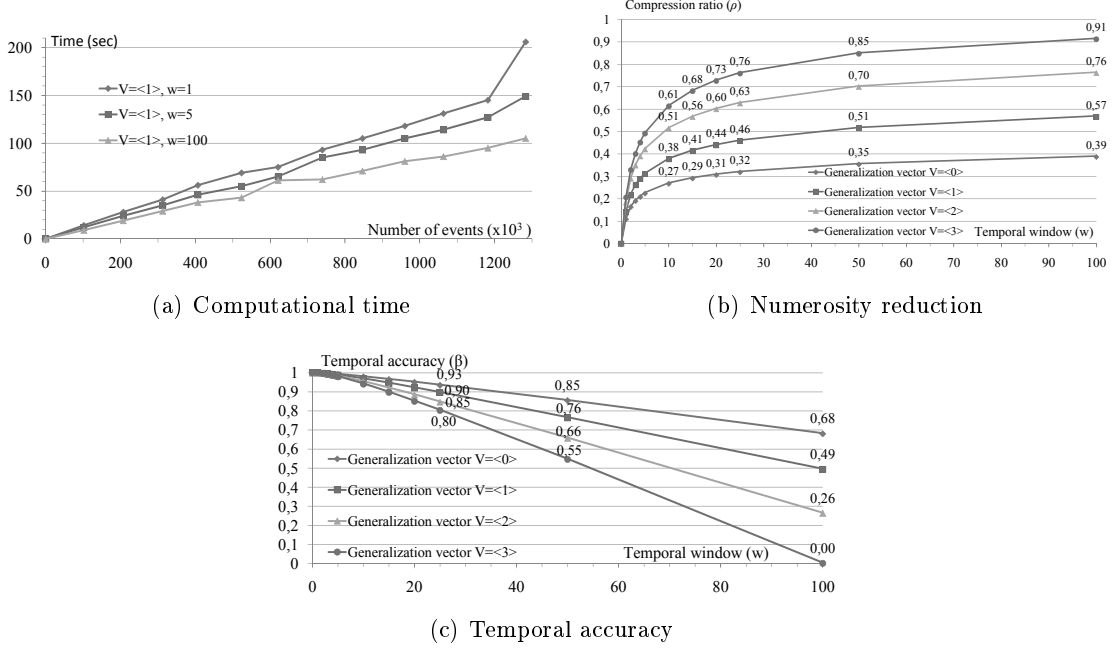 Time (sec)
200
150
100
50
0
V=<1>, w=1
V=<1>, w=5
V=<1>, w=100
Number of events (x10³ )
0 200 400 600 800 1000 1200
(a) Computational time
Compression ratio (ρ)
1
0,9
0,8
0,7
0,6
0,5
0,4
0,3
0,2
0,1
0
0,61 0,68 0,73 0,76 0,85 0,91
0,51 0,56 0,60 0,63 0,70 0,76
0,38 0,41 0,44 0,46 0,51 0,57
0,27 0,29 0,31 0,32 0,35 0,39
Generalization vector V=<0>
Generalization vector V=<1>
Generalization vector V=<2>
Generalization vector V=<3>
Temporal window (w)
0 10 20 30 40 50 60 70 80 90 100
(b) Numerosity reduction
Temporal accuracy (β)
1
0,9
0,8
0,7
0,6
0,5
0,4
0,3
0,2
0,1
0
0,93 0,85 0,68
0,90 0,76 0,49
0,85 0,66 0,26
0,80 0,55 0,00
Generalization vector V=<0>
Generalization vector V=<1>
Generalization vector V=<2>
Generalization vector V=<3>
Temporal window (w)
0 20 40 60 80 100
(c) Temporal accuracy